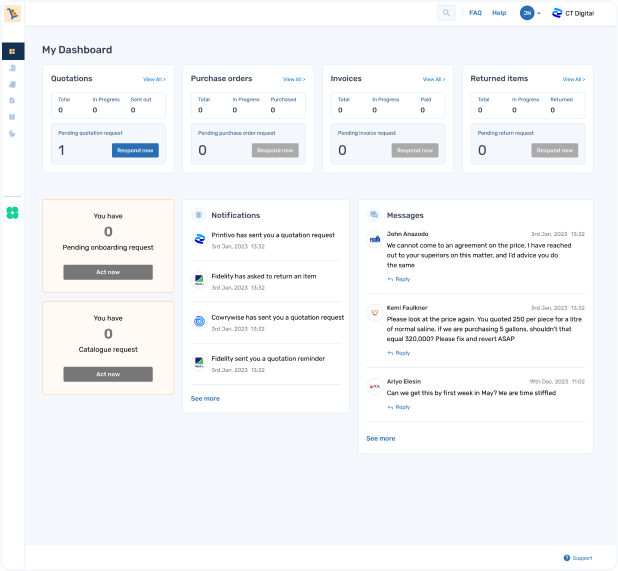 FAQ Help JN CT Digital
My Dashboard
Quotations View All >
Total In Progress Sent out
0 0 0
Pending quotation request
1 Respond now
Purchase orders View All >
Total In Progress Purchased
0 0 0
Pending purchase order request
0 Respond now
Invoices View All >
Total In Progress Paid
0 0 0
Pending invoice request
0 Respond now
Returned items View All >
Total In Progress Returned
0 0 0
Pending return request
0 Respond now
You have
0
Pending onboarding request
Act now
You have
0
Catalogue request
Act now
Notifications
Printivo has sent you a quotation request
3rd Jan, 2023 13:32
Fidelity has asked to return an item
3rd Jan, 2023 13:32
Cowrywise has sent you a quotation request
3rd Jan, 2023 13:32
Fidelity sent you a quotation reminder
3rd Jan, 2023 13:32
See more
Messages
John Anazodo 3rd Jan, 2023 13:32
We cannot come to an agreement on the price. I have reached
out to your superiors on this matter, and I'd advice you do
the same
Reply
Kemi Faulkner 3rd Jan, 2023 13:32
Please look at the price again. You quoted 250 per piece for a litre
of normal saline, if we are purchasing 5 gallons, shouldn't that
equal 320,000? Please fix and revert ASAP
Reply
Ariyo Elesin 19th Dec, 2023 11:02
Can we get this by first week in May? We are time stiffled
Reply
See more
Support